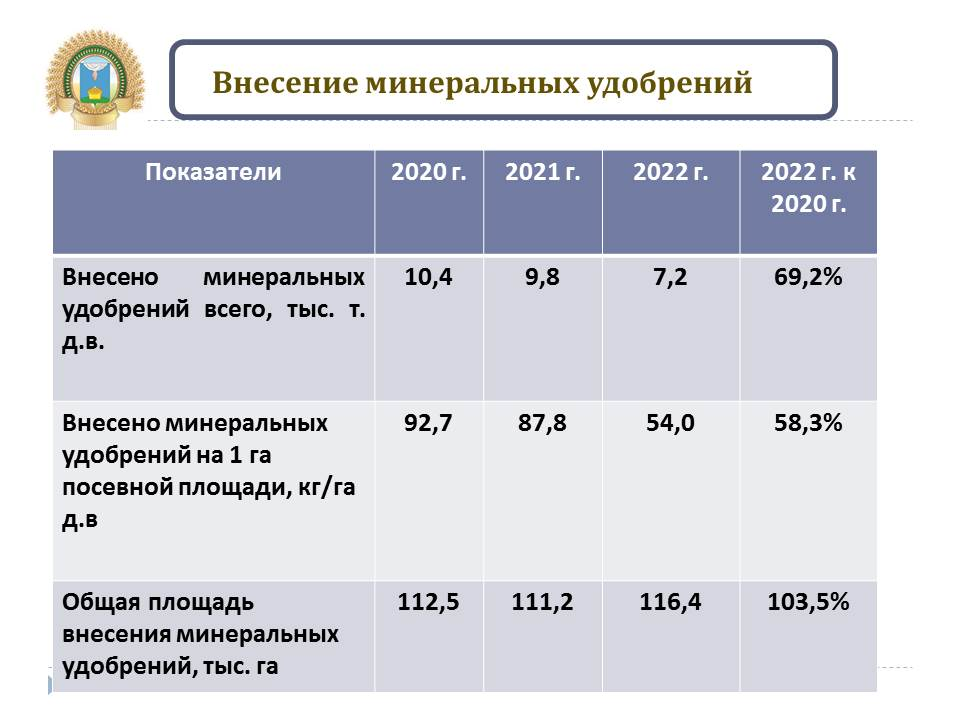 Внесение минеральных удобрений
Показатели 2020 г. 2021 г. 2022 г. 2022 г. к
2020 г.
Внесено минеральных 10,4 9,8 7,2 69,2%
удобрений всего, тыс. т.
д.в.
Внесено минеральных 92,7 87,8 54,0 58,3%
удобрений на 1 га
посевной площади, кг/га
д.в
Общая площадь 112,5 111,2 116,4 103,5%
внесения минеральных
удобрений, тыс. га